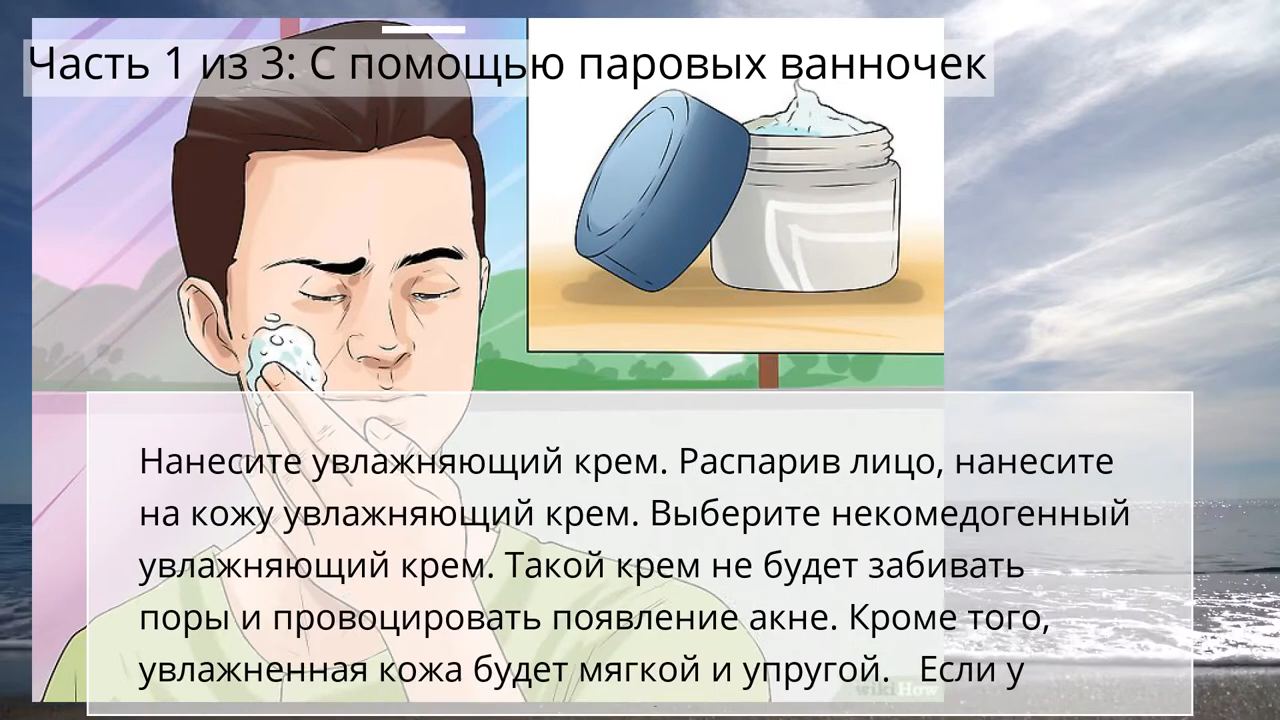 Часть 1 из 3: С помощью паровых ванночек
Нанесите увлажняющий крем. Распарив лицо, нанесите
на кожу увлажняющий крем. Выберите некомедогенный
увлажняющий крем. Такой крем не будет забивать
поры и провоцировать появление акне. Кроме того,
увлажненная кожа будет мягкой и упругой. Если у
wikiHow